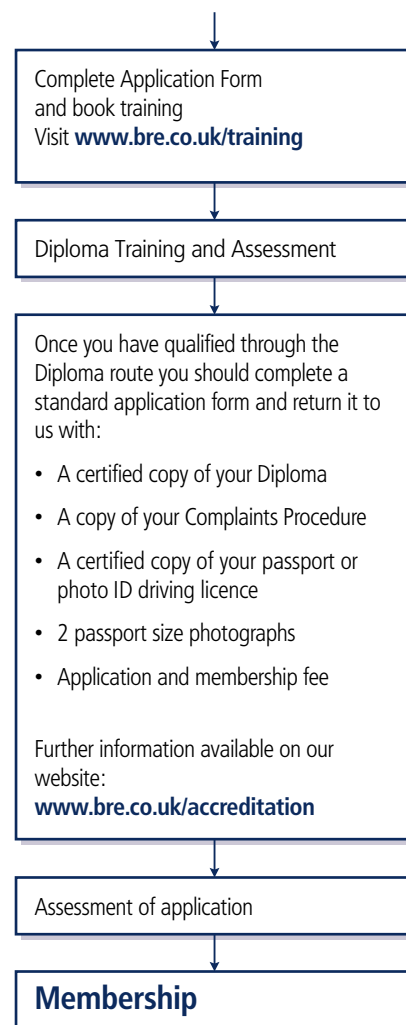 Complete Application Form
and book training
Visit www.bre.co.uk/training
Diploma Training and Assessment
Once you have qualified through the
Diploma route you should complete a
standard application form and return it to
us with:
• A certified copy of your Diploma
• A copy of your Complaints Procedure
• A certified copy of your passport or
photo ID driving licence
• 2 passport size photographs
• Application and membership fee
Further information available on our
website:
www.bre.co.uk/accreditation
Assessment of application
Membership